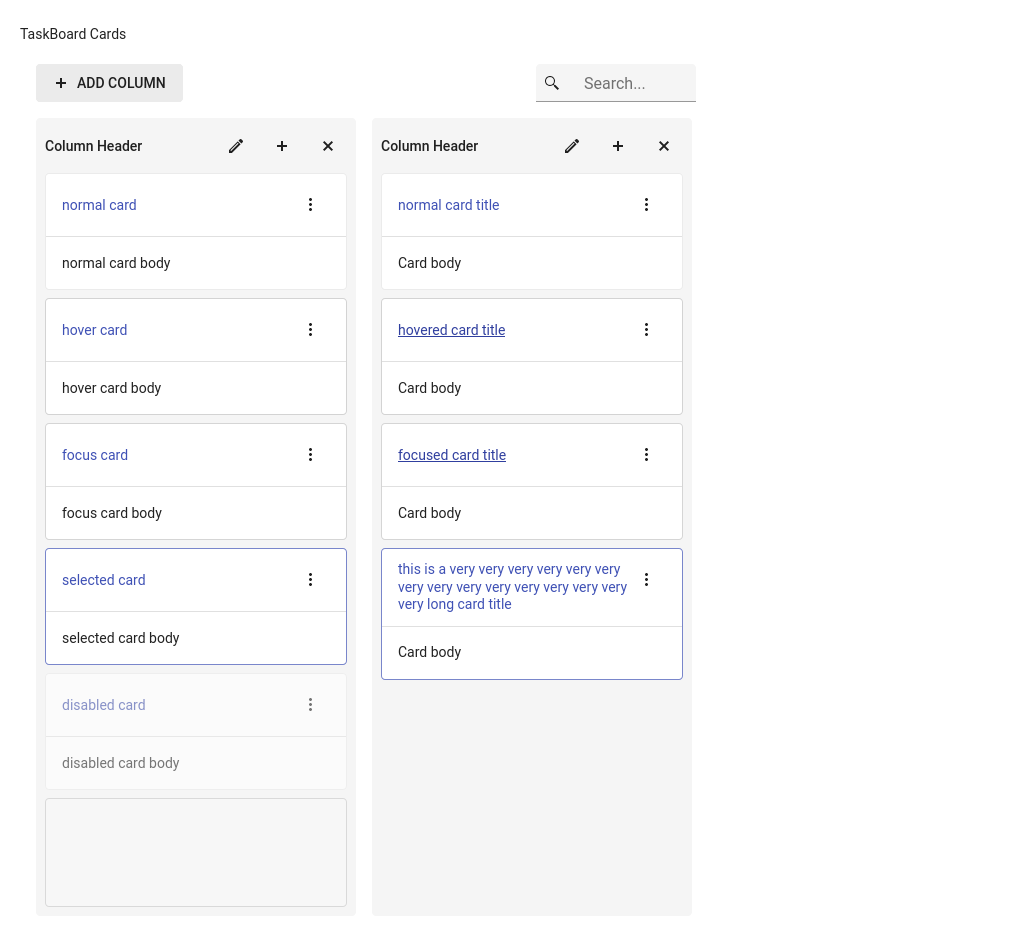 TaskBoard Cards
ADD COLUMN
Search...
Column Header
normal card
normal card body
hover card
hover card body
focus card
focus card body
selected card
selected card body
disabled card
disabled card body
Column Header
normal card title
Card body
hovered card title
Card body
focused card title
Card body
this is a very very very very very very
very very very very very very very very
very long card title
Card body